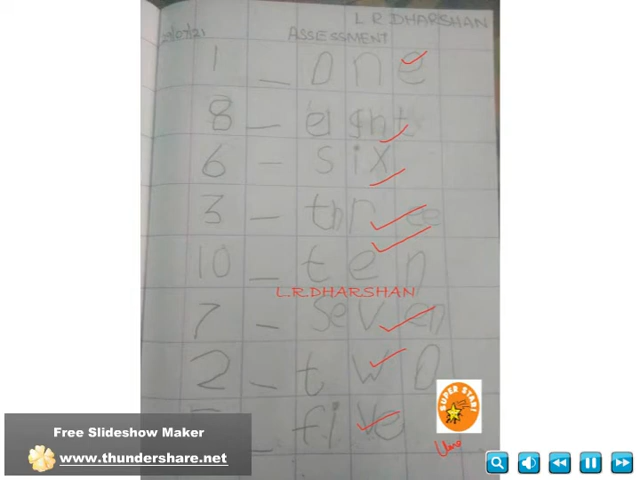 L R DHARSHAN
29/07/21 ASSESSMENT
1 _ one
8 _ eight
6 - six
3 - three
10 _ ten
L.R.DHARSHAN
7 - seven
2 - two
_ five
SUPER STAR!
Free Slideshow Maker
www.thundershare.net